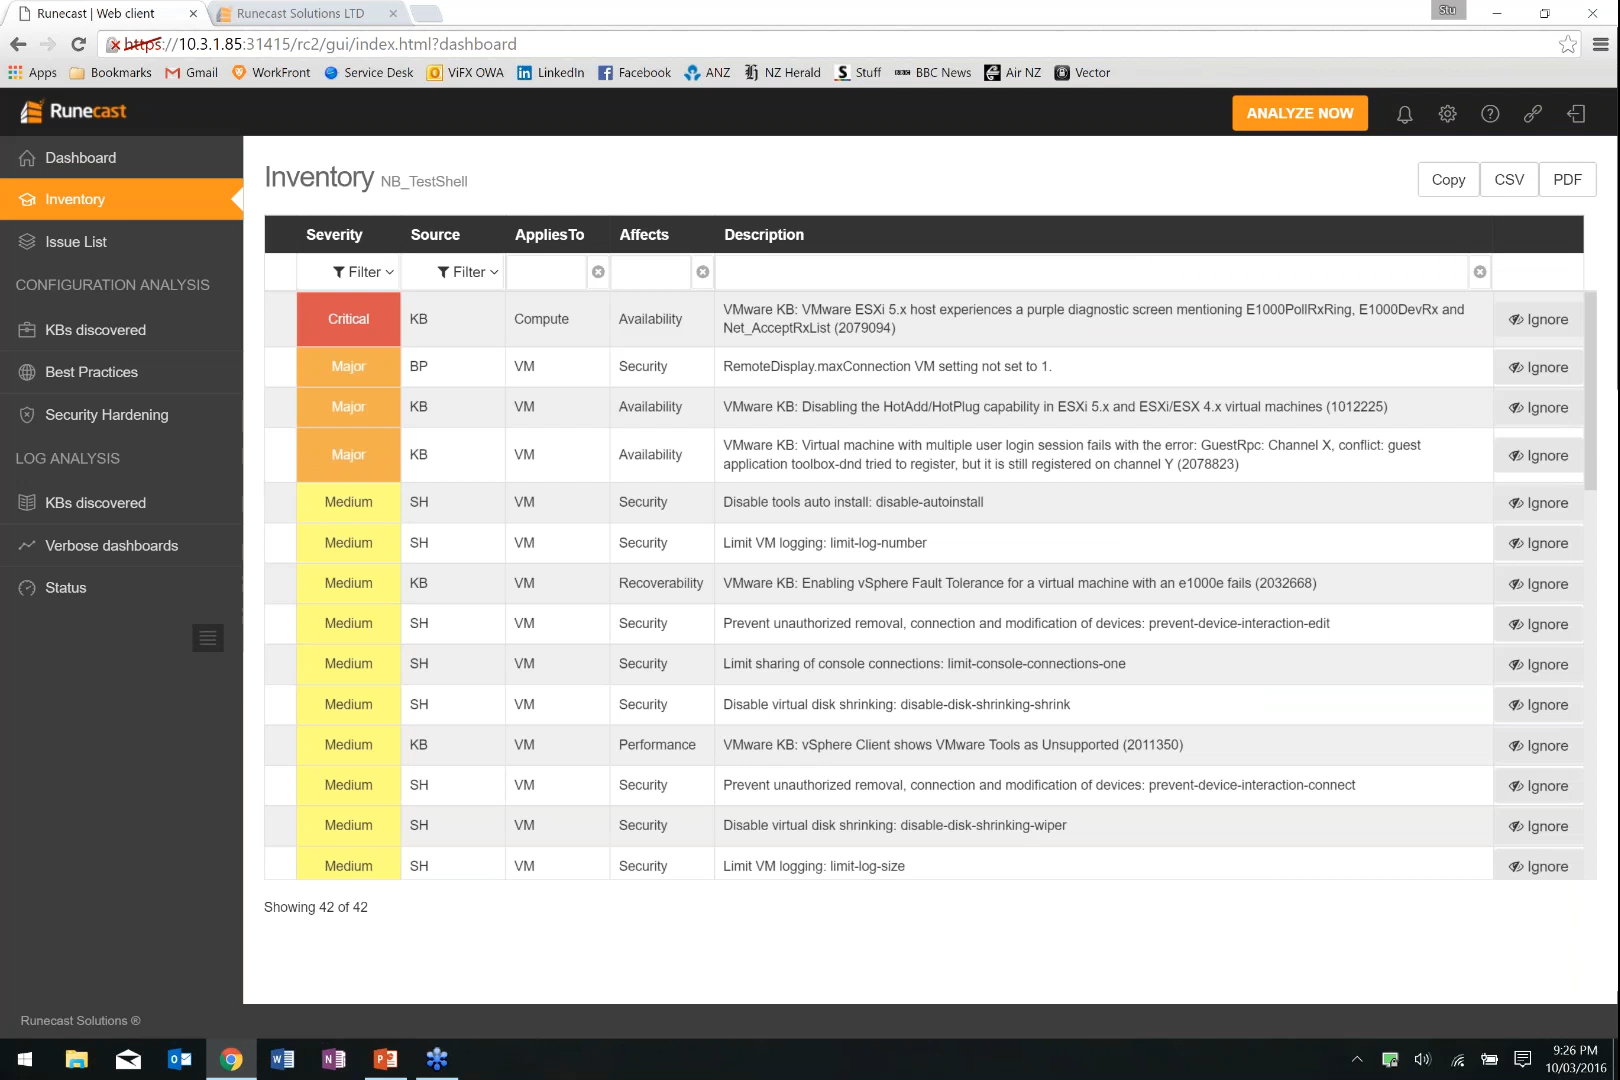 Runecast | Web client
Runecast Solutions LTD
Stu
https://10.3.1.85:31415/rc2/gui/index.html?dashboard
Apps Bookmarks Gmail WorkFront Service Desk ViFX OWA LinkedIn Facebook ANZ NZ Herald Stuff BBC News Air NZ Vector
Runecast
ANALYZE NOW
Dashboard
Inventory
Issue List
CONFIGURATION ANALYSIS
KBs discovered
Best Practices
Security Hardening
LOG ANALYSIS
KBs discovered
Verbose dashboards
Status
Inventory NB_TestShell
Copy CSV PDF
Severity Source AppliesTo Affects Description
Filter Filter
Critical KB Compute Availability VMware KB: VMware ESXi 5.x host experiences a purple diagnostic screen mentioning E1000PollRxRing, E1000DevRx and
Net_AcceptRxList (2079094) Ignore
Major BP VM Security RemoteDisplay.maxConnection VM setting not set to 1. Ignore
Major KB VM Availability VMware KB: Disabling the HotAdd/HotPlug capability in ESXi 5.x and ESXi/ESX 4.x virtual machines (1012225) Ignore
Major KB VM Availability VMware KB: Virtual machine with multiple user login session fails with the error: GuestRpc: Channel X, conflict: guest
application toolbox-dnd tried to register, but it is still registered on channel Y (2078823) Ignore
Medium SH VM Security Disable tools auto install: disable-autoinstall Ignore
Medium SH VM Security Limit VM logging: limit-log-number Ignore
Medium KB VM Recoverability VMware KB: Enabling vSphere Fault Tolerance for a virtual machine with an e1000e fails (2032668) Ignore
Medium SH VM Security Prevent unauthorized removal, connection and modification of devices: prevent-device-interaction-edit Ignore
Medium SH VM Security Limit sharing of console connections: limit-console-connections-one Ignore
Medium SH VM Security Disable virtual disk shrinking: disable-disk-shrinking-shrink Ignore
Medium KB VM Performance VMware KB: vSphere Client shows VMware Tools as Unsupported (2011350) Ignore
Medium SH VM Security Prevent unauthorized removal, connection and modification of devices: prevent-device-interaction-connect Ignore
Medium SH VM Security Disable virtual disk shrinking: disable-disk-shrinking-wiper Ignore
Medium SH VM Security Limit VM logging: limit-log-size Ignore
Showing 42 of 42
Runecast Solutions ®
9:26 PM
10/03/2016